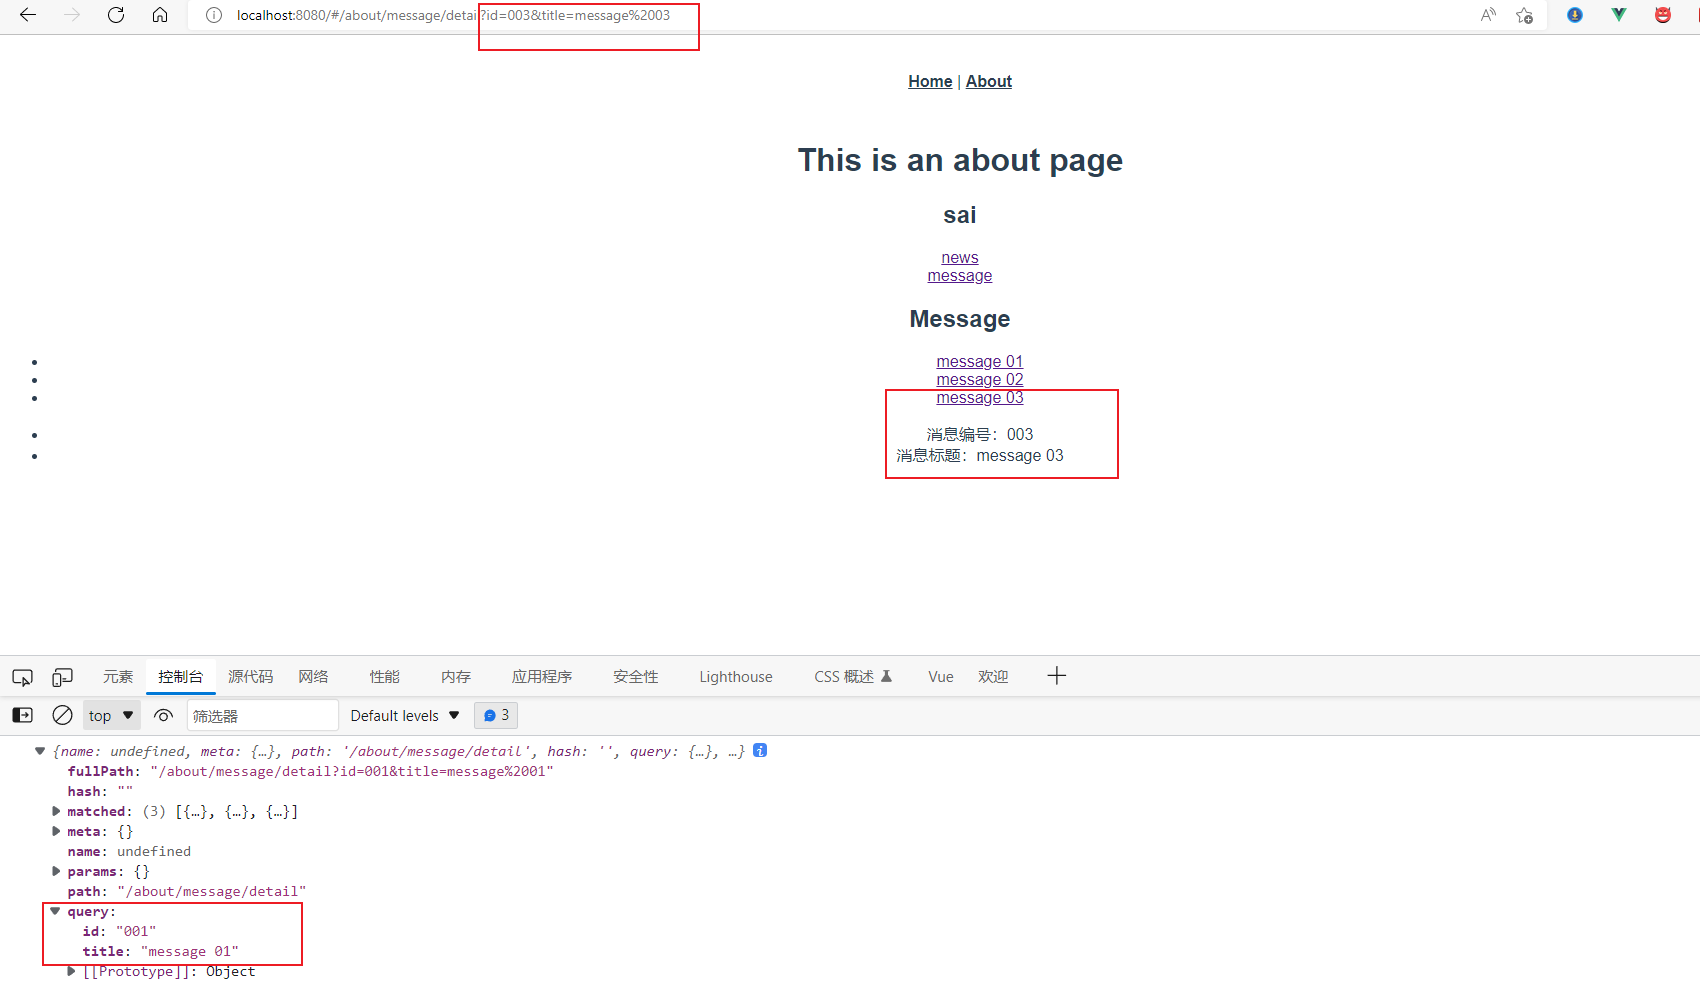 localhost:8080/#/about/message/detail?id=003&title=message%2003
Home | About
This is an about page
sai
news
message
Message
message 01
message 02
message 03
消息编号：003
消息标题：message 03
元素 控制台 源代码 网络 性能 内存 应用程序 安全性 Lighthouse CSS 概述 Vue 欢迎
top 筛选器 Default levels 3
{name: undefined, meta: {…}, path: '/about/message/detail', hash: '', query: {…}, …}
fullPath: "/about/message/detail?id=001&title=message%2001"
hash: ""
matched: (3) [{…}, {…}, {…}]
meta: {}
name: undefined
params: {}
path: "/about/message/detail"
query:
id: "001"
title: "message 01"
[[Prototype]]: Object